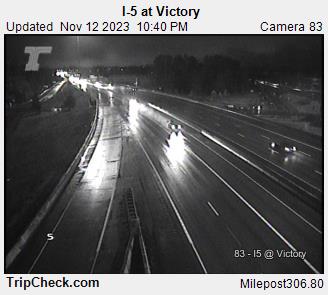 I-5 at Victory
Updated Nov 12 2023 10:40 PM Camera 83
T
S
83 - I5 @ Victory
TripCheck.com Milepost306.80